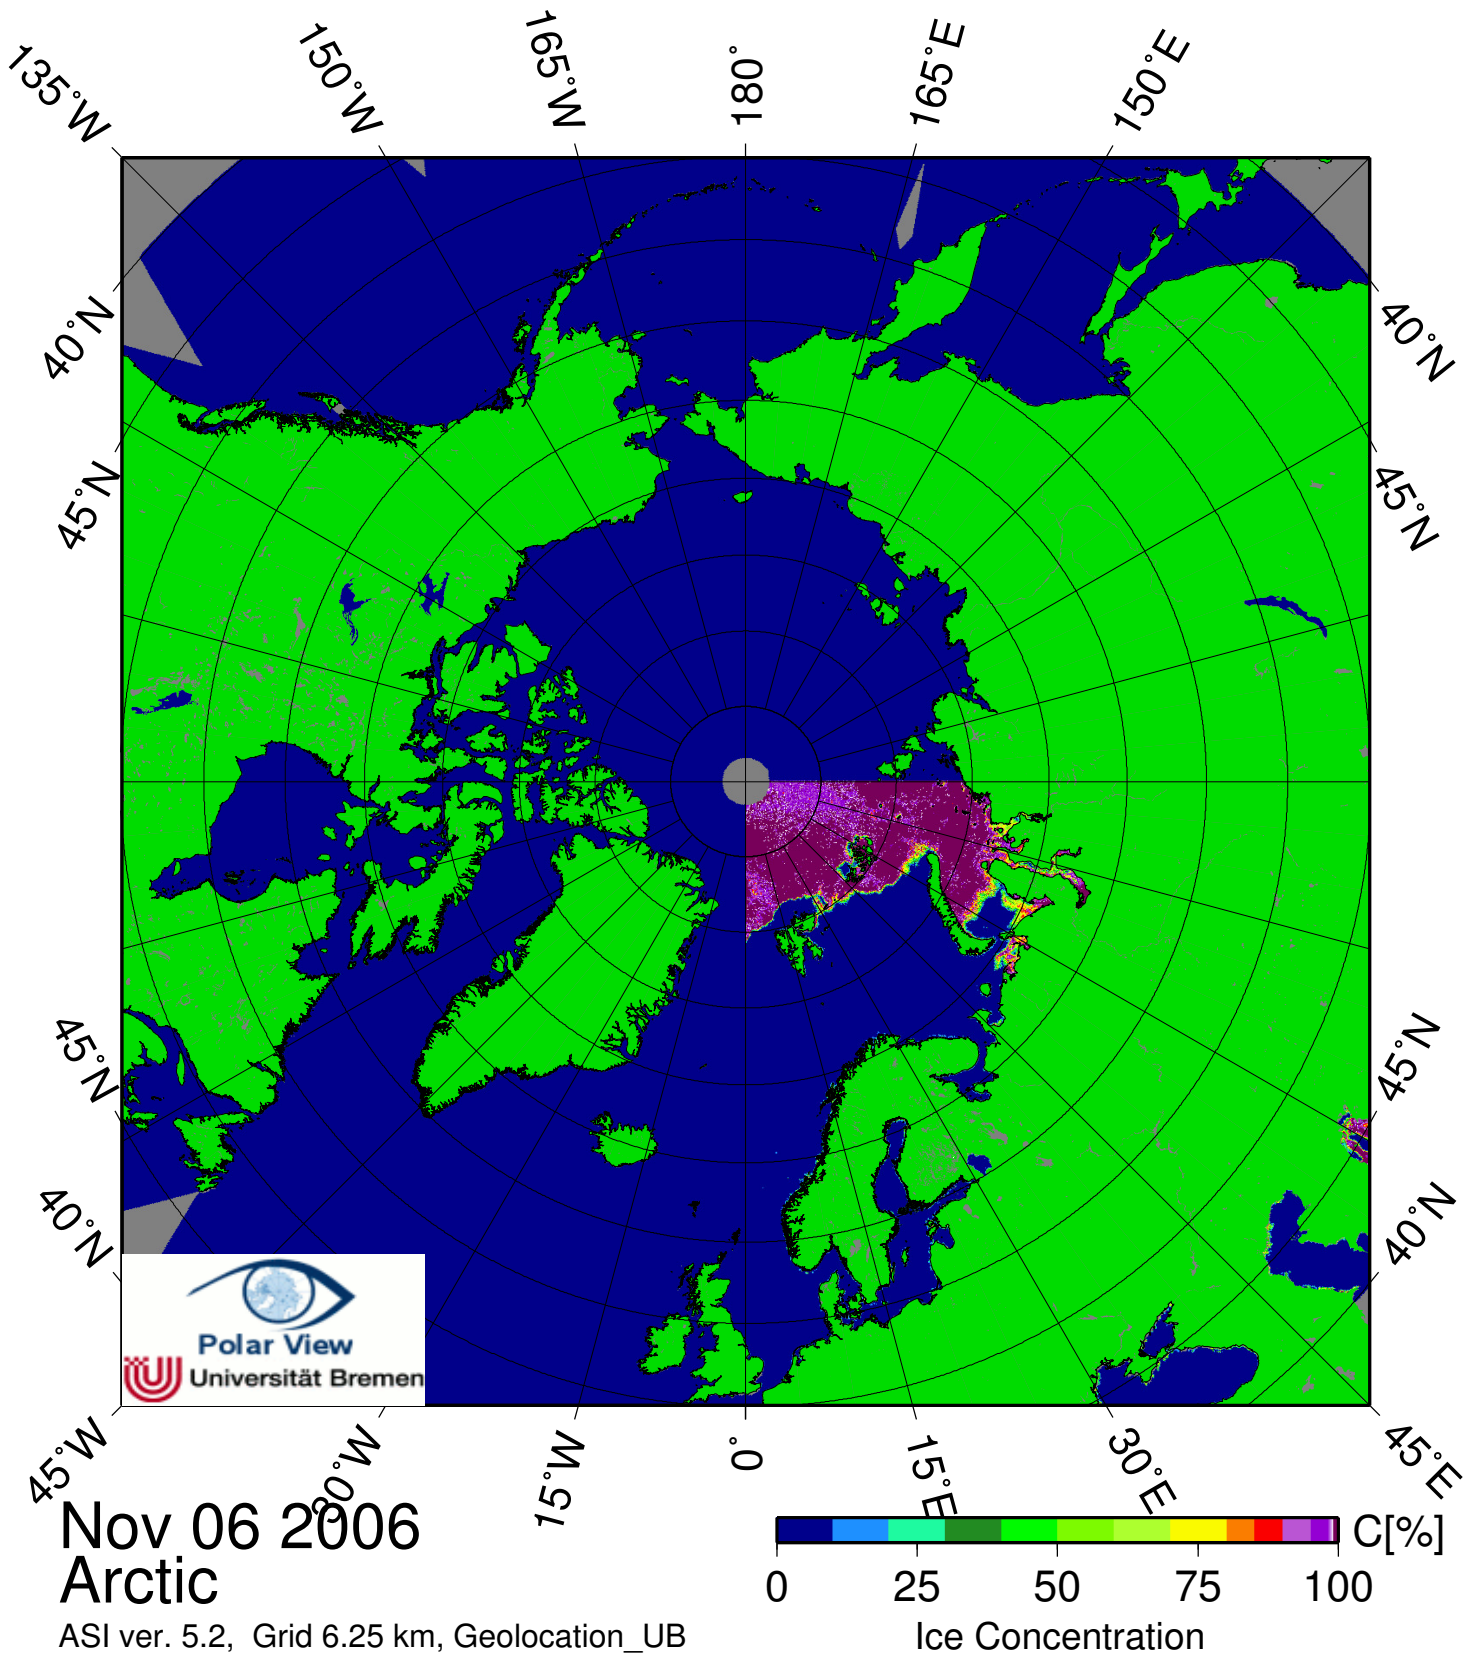 135°W 150°W 165°W 180° 165°E 150°E
40°N 40°N
45°N 45°N
45°N 45°N
40°N 40°N
Polar View
Universität Bremen
45°W 30°W 15°W 0° 15°E 30°E 45°E
Nov 06 2006
Arctic
ASI ver. 5.2, Grid 6.25 km, Geolocation_UB
C[%]
0 25 50 75 100
Ice Concentration